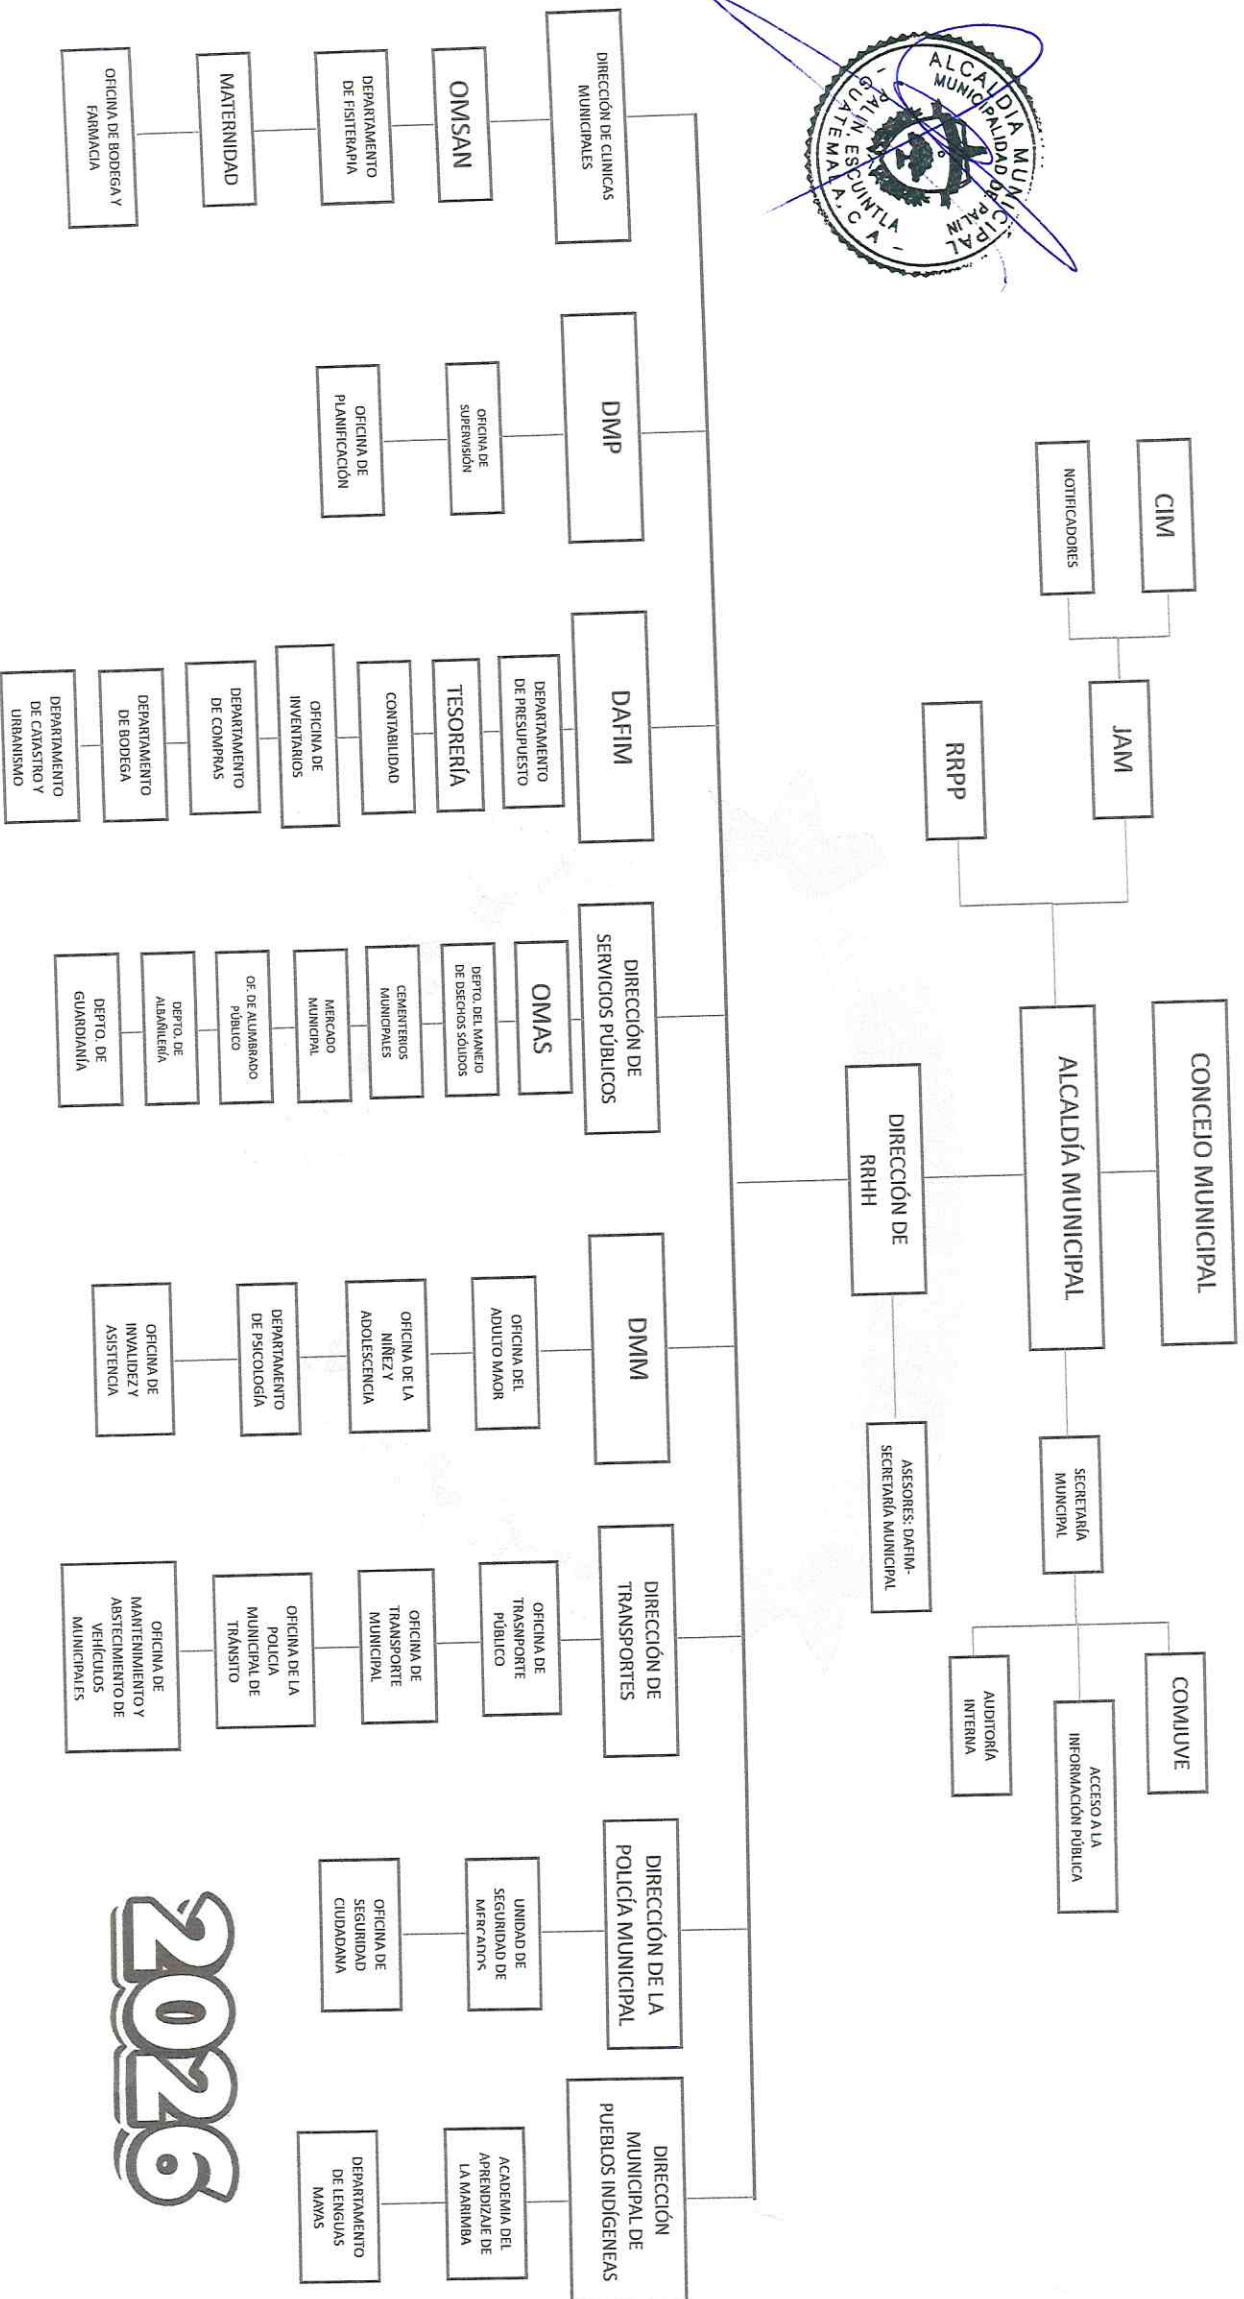 CONCEJO MUNICIPAL
ALCALDÍA MUNICIPAL
CIM
NOTIFICADORES
JAM
RRPP
SECRETARÍA
MUNCIPAL
COMJUVE
ACCESO A LA
INFORMACIÓN PÚBLICA
AUDITORÍA
INTERNA
DIRECCIÓN DE
RRHH
ASESORES: DAFIM-
SECRETARÍA MUNICIPAL
DIRECCIÓN DE CLINICAS
MUNICIPALES
OMSAN
DEPARTAMENTO
DE FISITERAPIA
MATERNIDAD
OFICINA DE BODEGA Y
FARMACIA
DMP
OFICINA DE
SUPERVISIÓN
OFICINA DE
PLANIFICACIÓN
DAFIM
DEPARTAMENTO
DE PRESUPUESTO
TESORERÍA
CONTABILIDAD
OFICINA DE
INVENTARIOS
DEPARTAMENTO
DE COMPRAS
DEPARTAMENTO
DE BODEGA
DEPARTAMENTO
DE CATASTRO Y
URBANISMO
DIRECCIÓN DE
SERVICIOS PÚBLICOS
OMAS
DEPTO. DEL MANEJO
DE DSECHOS SÓLIDOS
CEMENTERIOS
MUNICIPALES
MERCADO
MUNICIPAL
OF. DE ALUMBRADO
PÚBLICO
DEPTO. DE
ALBAÑILERÍA
DEPTO. DE
GUARDIANÍA
DMM
OFICINA DEL
ADULTO MAOR
OFICINA DE LA
NIÑEZ Y
ADOLESCENCIA
DEPARTAMENTO
DE PSICOLOGÍA
OFICINA DE
INVALIDEZ Y
ASISTENCIA
DIRECCIÓN DE
TRANSPORTES
OFICINA DE
TRASNPORTE
PÚBLICO
OFICINA DE
TRANSPORTE
MUNICIPAL
OFICINA DE LA
POLICIA
MUNICIPAL DE
TRÁNSITO
OFICINA DE
MANTENIMIENTO Y
ABSTECIMIENTO DE
VEHÍCULOS
MUNICIPALES
DIRECCIÓN DE LA
POLICÍA MUNICIPAL
UNIDAD DE
SEGURIDAD DE
MERCADOS
OFICINA DE
SEGURIDAD
CIUDADANA
DIRECCIÓN
MUNICIPAL DE
PUEBLOS INDÍGENEAS
ACADEMIA DEL
APRENDIZAJE DE
LA MARIMBA
DEPARTAMENTO
DE LENGUAS
MAYAS
2026
ALCALDIA MUNICIPAL
MUNICIPALIDAD DE PALIN
PALIN, ESCUINTLA
- GUATEMALA, C A -